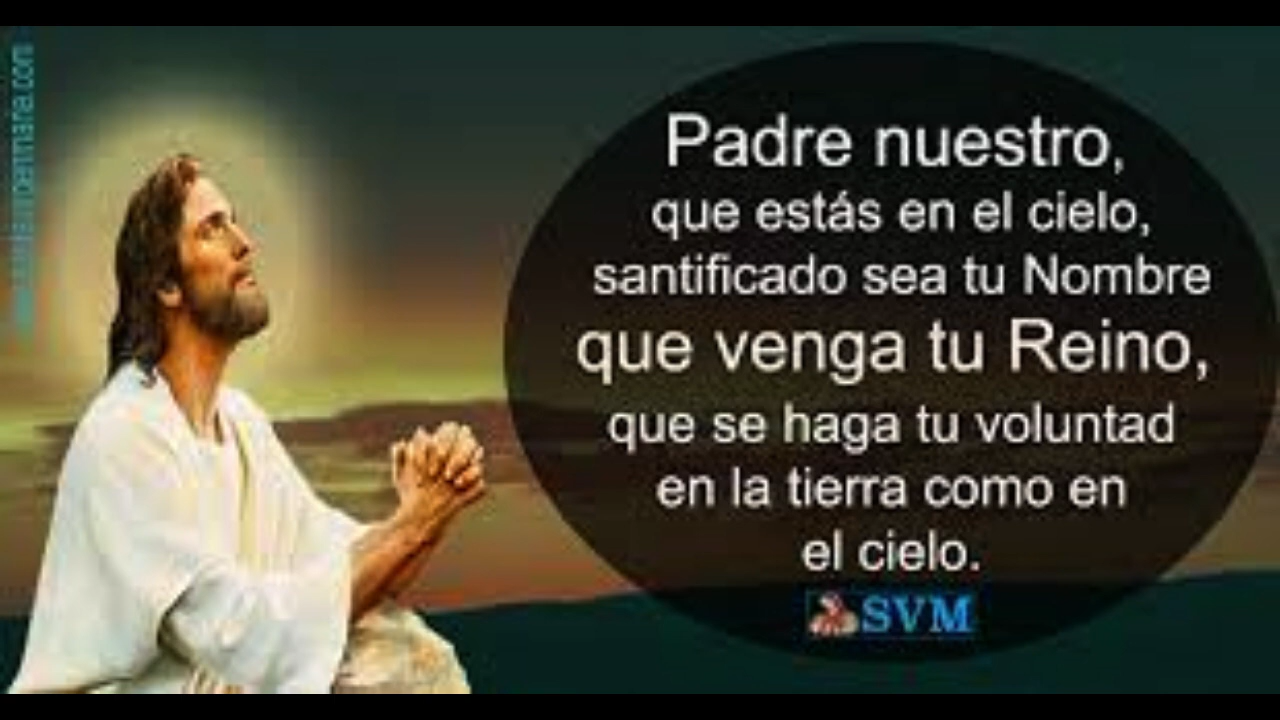 Padre nuestro,
que estás en el cielo,
santificado sea tu Nombre
que venga tu Reino,
que se haga tu voluntad
en la tierra como en
el cielo.
SVM